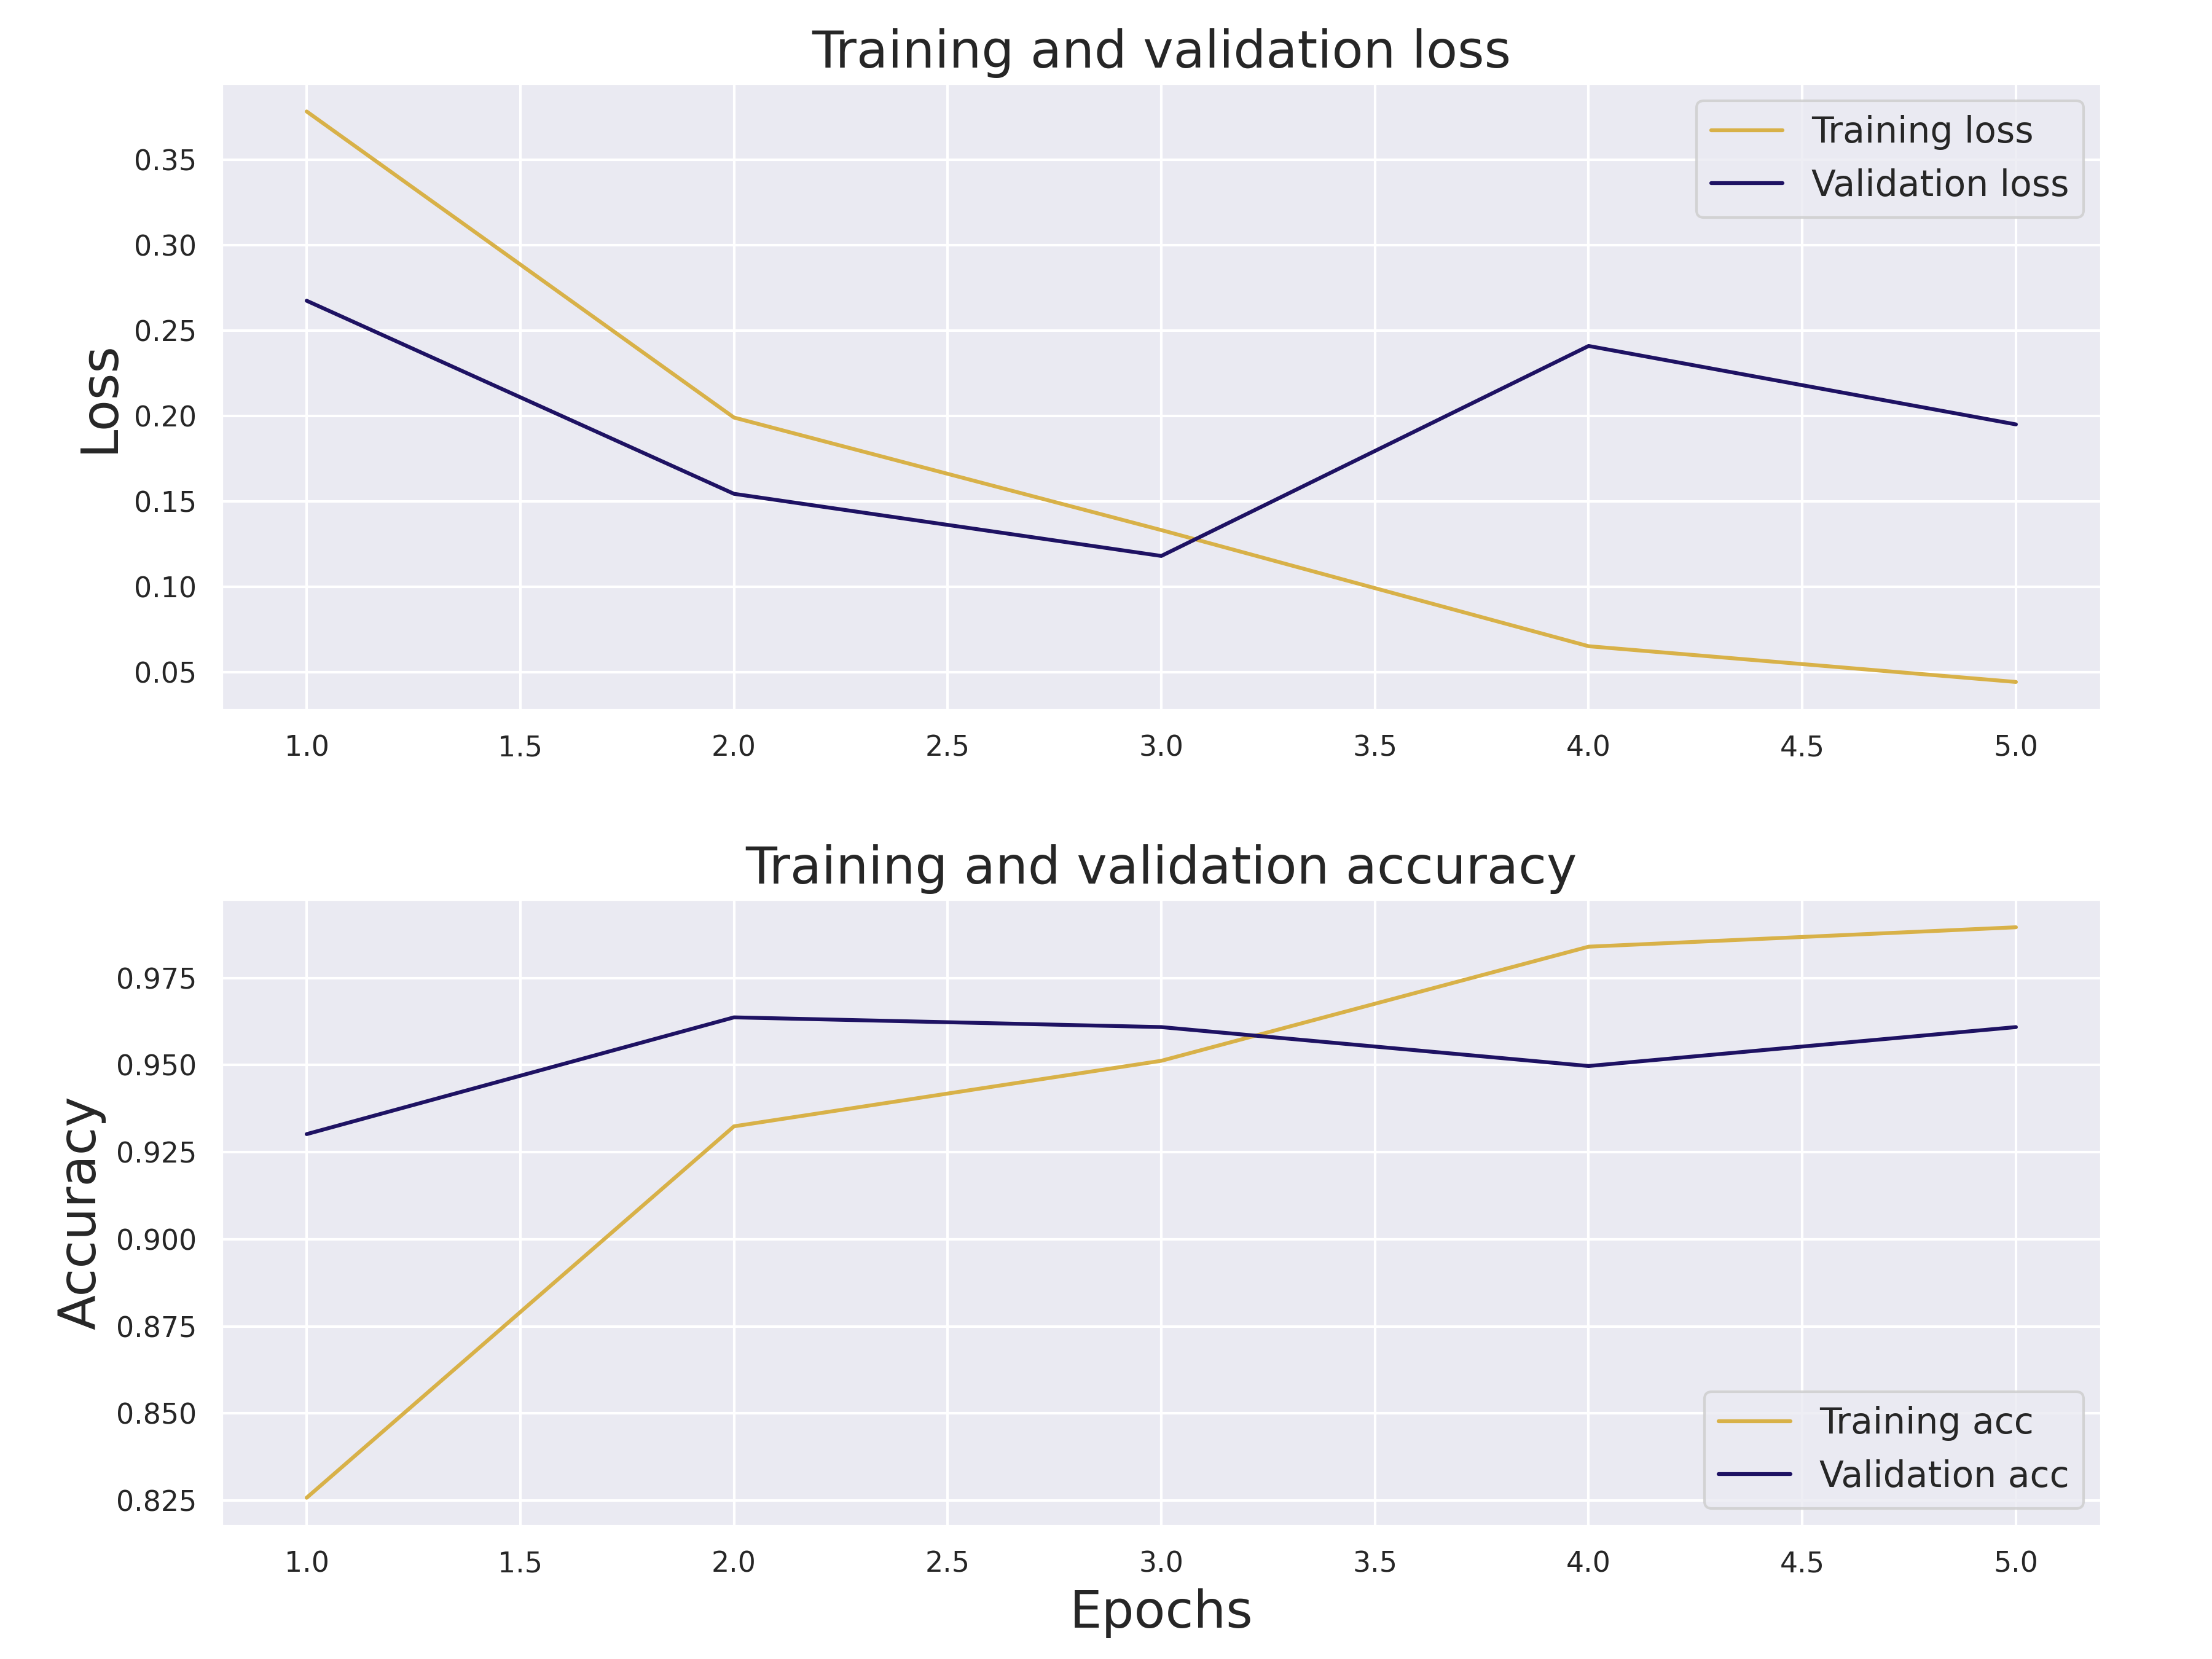 Training and validation loss
Training loss
Validation loss
Loss
0.35
0.30
0.25
0.20
0.15
0.10
0.05
1.0 1.5 2.0 2.5 3.0 3.5 4.0 4.5 5.0
Training and validation accuracy
Accuracy
0.975
0.950
0.925
0.900
0.875
0.850
0.825
Training acc
Validation acc
1.0 1.5 2.0 2.5 3.0 3.5 4.0 4.5 5.0
Epochs